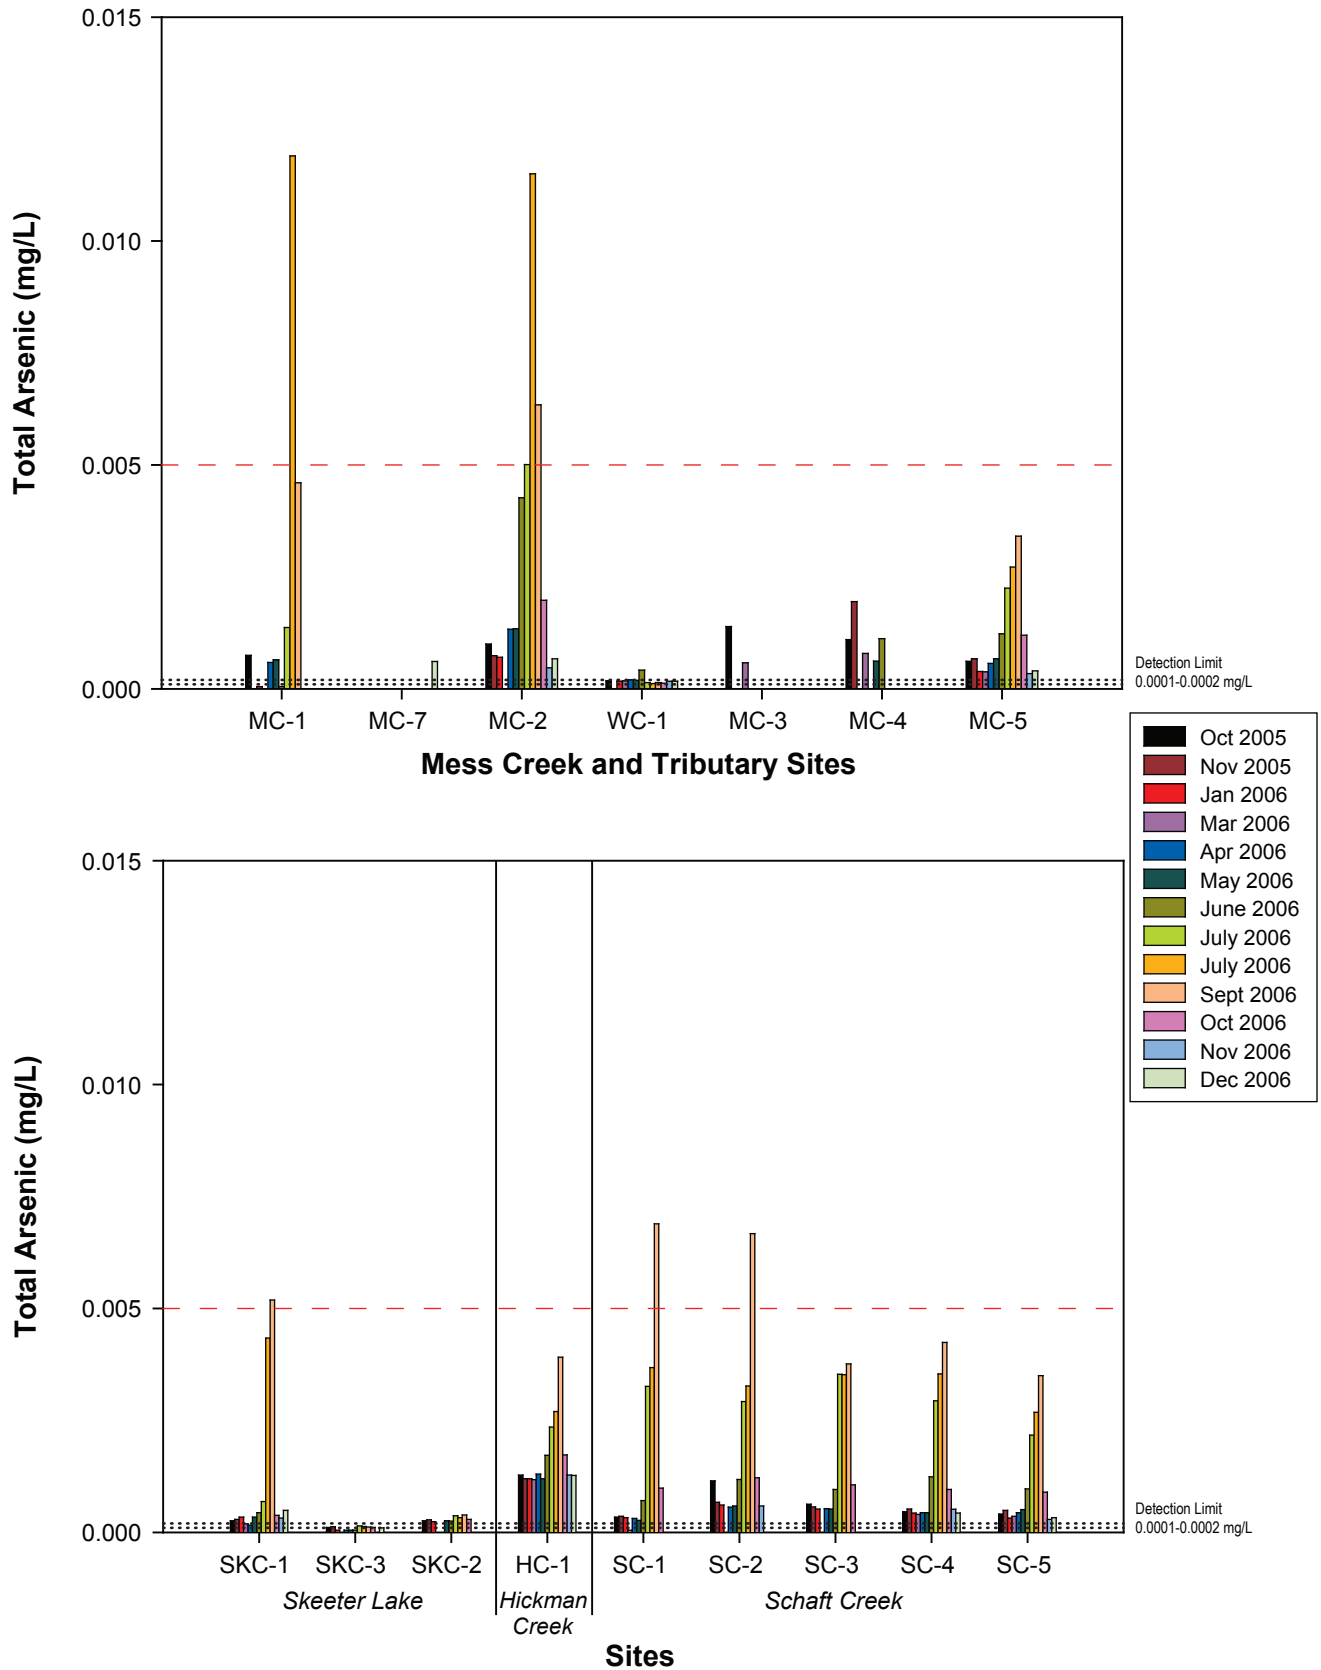 0.015
0.010
0.005
0.000
Total Arsenic (mg/L)
Detection Limit
0.0001-0.0002 mg/L
MC-1 MC-7 MC-2 WC-1 MC-3 MC-4 MC-5
Mess Creek and Tributary Sites
Oct 2005
Nov 2005
Jan 2006
Mar 2006
Apr 2006
May 2006
June 2006
July 2006
July 2006
Sept 2006
Oct 2006
Nov 2006
Dec 2006
0.015
0.010
0.005
0.000
Total Arsenic (mg/L)
Detection Limit
0.0001-0.0002 mg/L
SKC-1 SKC-3 SKC-2 HC-1 SC-1 SC-2 SC-3 SC-4 SC-5
Skeeter Lake
Hickman
Creek
Schaft Creek
Sites